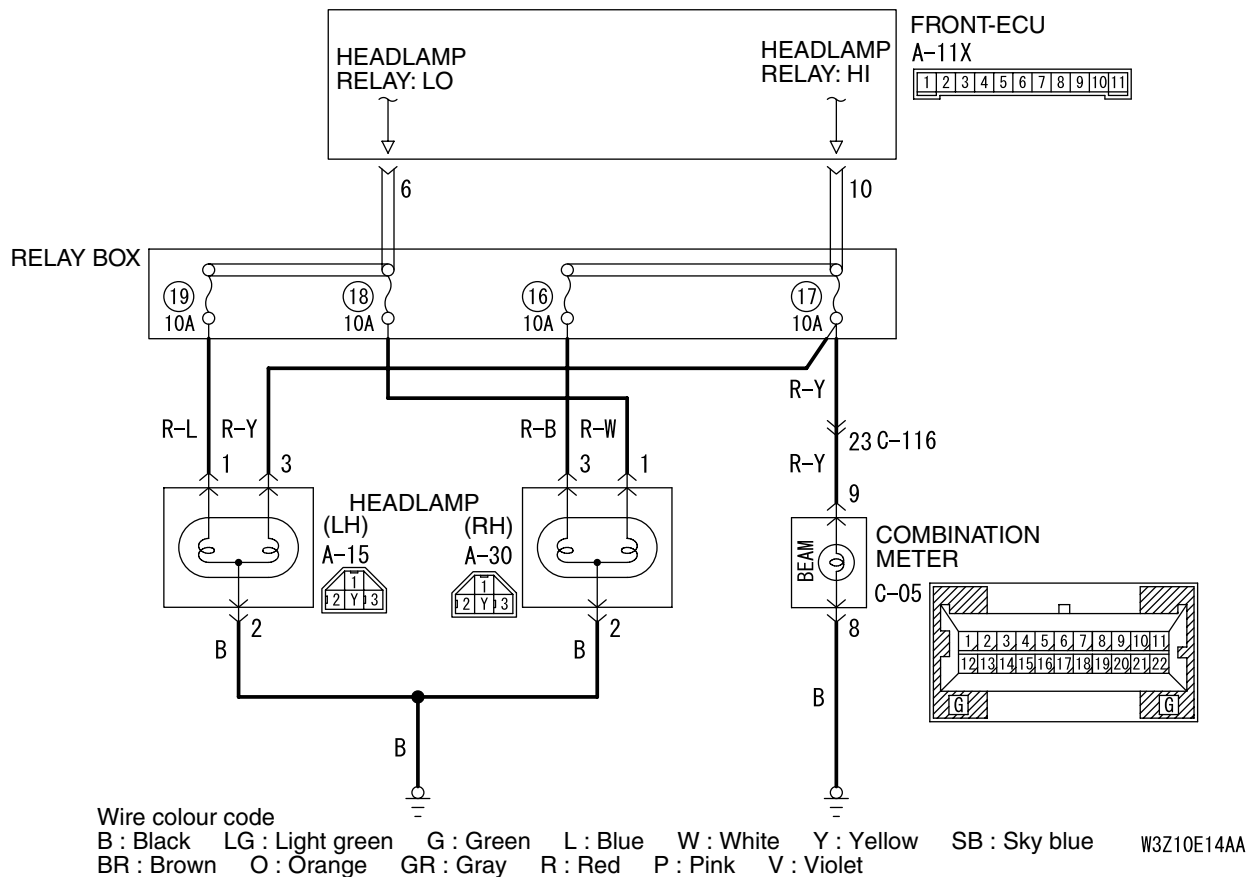 FRONT-ECU
A-11X
1 2 3 4 5 6 7 8 9 10 11
HEADLAMP
RELAY: LO
HEADLAMP
RELAY: HI
6
10
RELAY BOX
19
10A
18
10A
16
10A
17
10A
R-L
R-Y
R-B
R-W
R-Y
23 C-116
R-Y
1
3
3
1
9
HEADLAMP
(LH)
A-15
1
2 Y 3
(RH)
A-30
1
2 Y 3
BEAM
COMBINATION
METER
C-05
1 2 3 4 5 6 7 8 9 10 11
12 13 14 15 16 17 18 19 20 21 22
G
G
2
2
8
B
B
B
B
Wire colour code
B : Black LG : Light green G : Green L : Blue W : White Y : Yellow SB : Sky blue
BR : Brown O : Orange GR : Gray R : Red P : Pink V : Violet
W3Z10E14AA